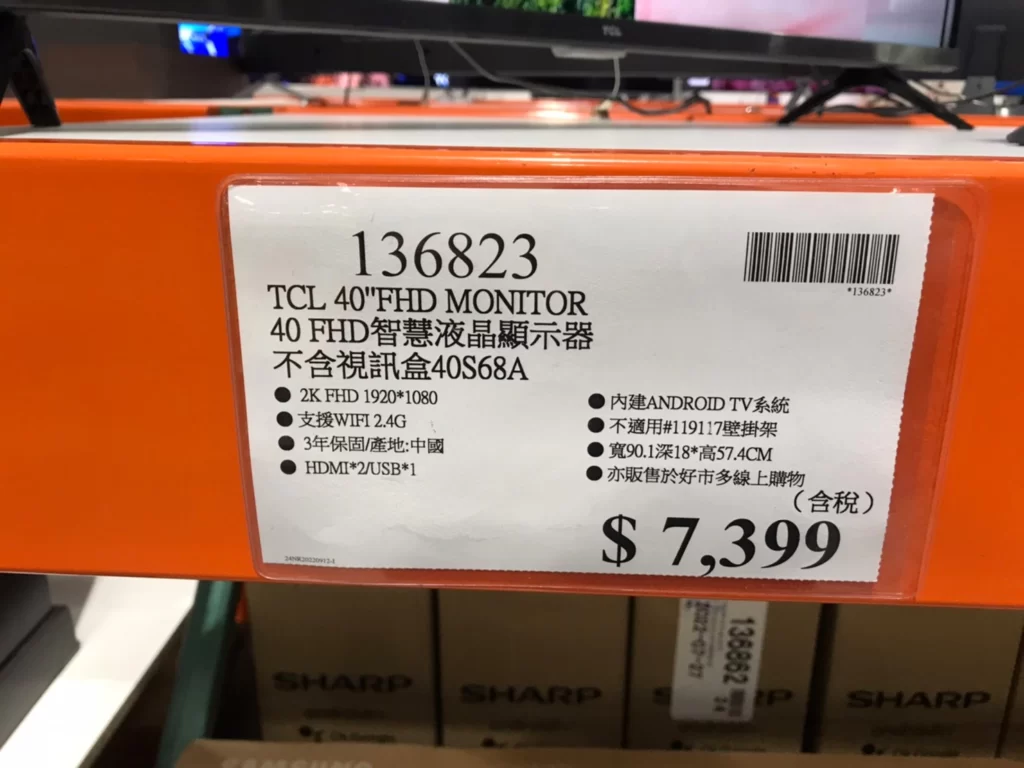 TCL
136823
*136823*
TCL 40"FHD MONITOR
40 FHD智慧液晶顯示器
不含視訊盒40S68A
● 2K FHD 1920*1080
● 支援WIFI 2.4G
● 3年保固/產地:中國
● HDMI*2/USB*1
● 內建ANDROID TV系統
● 不適用#119117壁掛架
● 寬90.1深18*高57.4CM
● 亦販售於好市多線上購物
(含稅)
$ 7,399
136862
SHARP
SHARP
SHARP
SAMSUNG